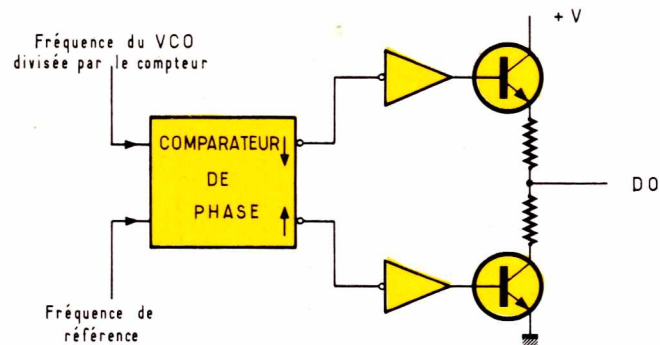 Fréquence du VCO
divisée par le compteur
+ V
COMPARATEUR
DE
PHASE
DO
Fréquence de
référence